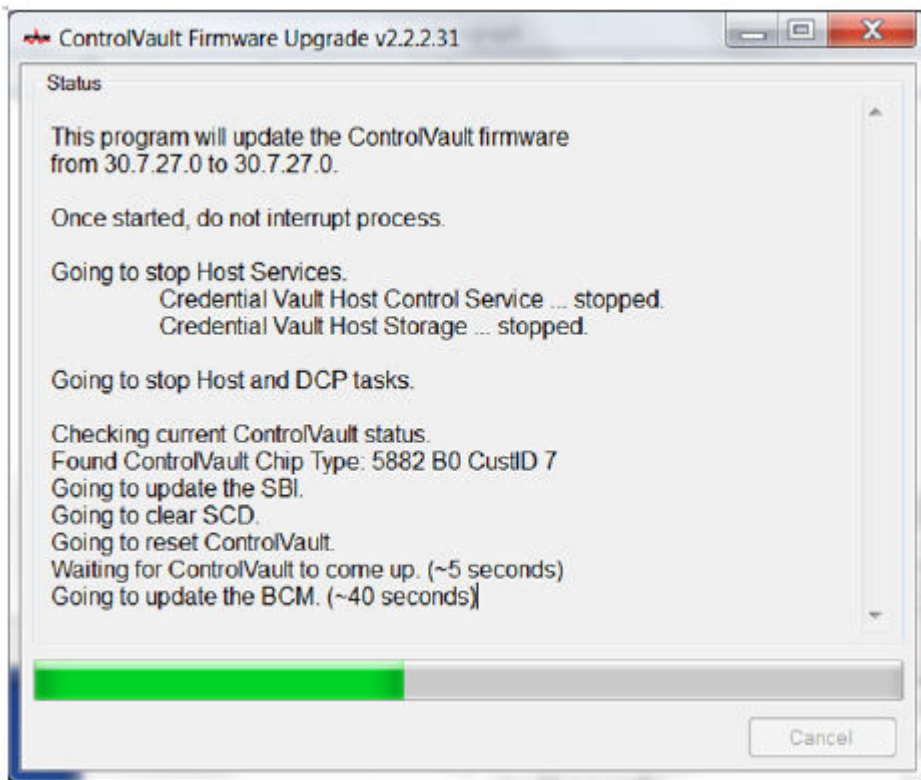 ControlVault Firmware Upgrade v2.2.2.31
Status
This program will update the ControlVault firmware
from 30.7.27.0 to 30.7.27.0.
Once started, do not interrupt process.
Going to stop Host Services.
Credential Vault Host Control Service ... stopped.
Credential Vault Host Storage ... stopped.
Going to stop Host and DCP tasks.
Checking current ControlVault status.
Found ControlVault Chip Type: 5882 B0 CustID 7
Going to update the SBI.
Going to clear SCD.
Going to reset ControlVault.
Waiting for ControlVault to come up. (~5 seconds)
Going to update the BCM. (~40 seconds)
Cancel